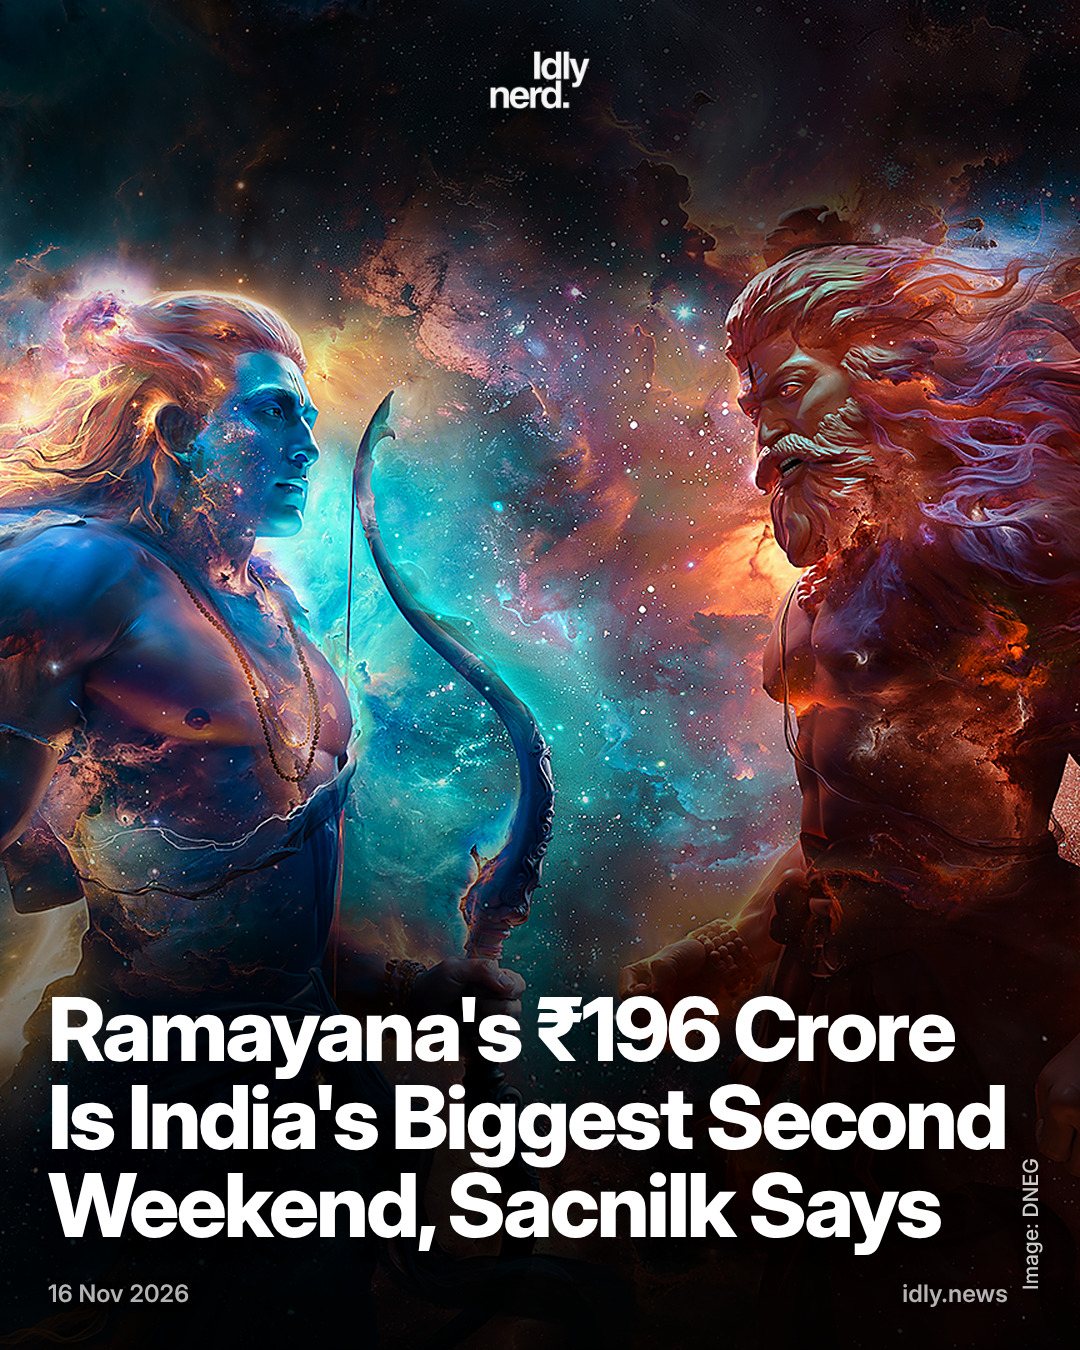 Idly
nerd.
Ramayana's ₹196 Crore
Is India's Biggest Second
Weekend, Sacnilk Says
Image: DNEG
16 Nov 2026
idly.news